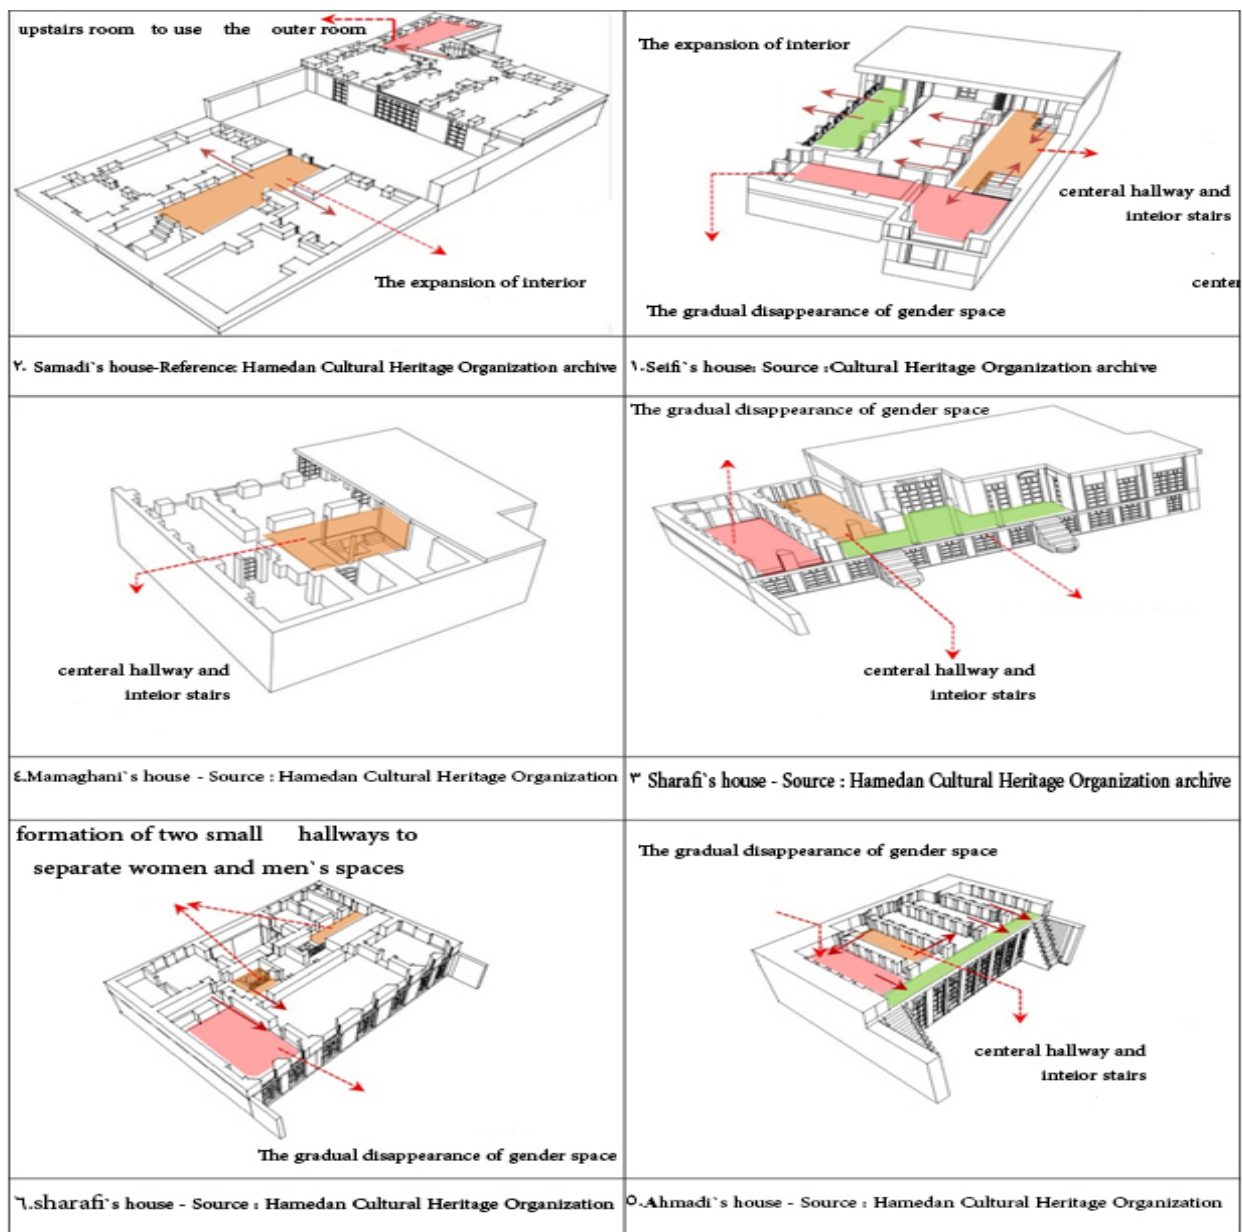 upstairs room to use the outer room
The expansion of interior
The expansion of interior
centeral hallway and
inteior stairs
center
The gradual disappearance of gender space
٢. Samadi`s house-Reference: Hamedan Cultural Heritage Organization archive
١.Seifi`s house: Source :Cultural Heritage Organization archive
centeral hallway and
inteior stairs
The gradual disappearance of gender space
centeral hallway and
inteior stairs
٤.Mamaghani`s house - Source : Hamedan Cultural Heritage Organization
٣ Sharafi`s house - Source : Hamedan Cultural Heritage Organization archive
formation of two small hallways to
separate women and men`s spaces
The gradual disappearance of gender space
The gradual disappearance of gender space
centeral hallway and
inteior stairs
٦.sharafi`s house - Source : Hamedan Cultural Heritage Organization
٥.Ahmadi`s house - Source : Hamedan Cultural Heritage Organization